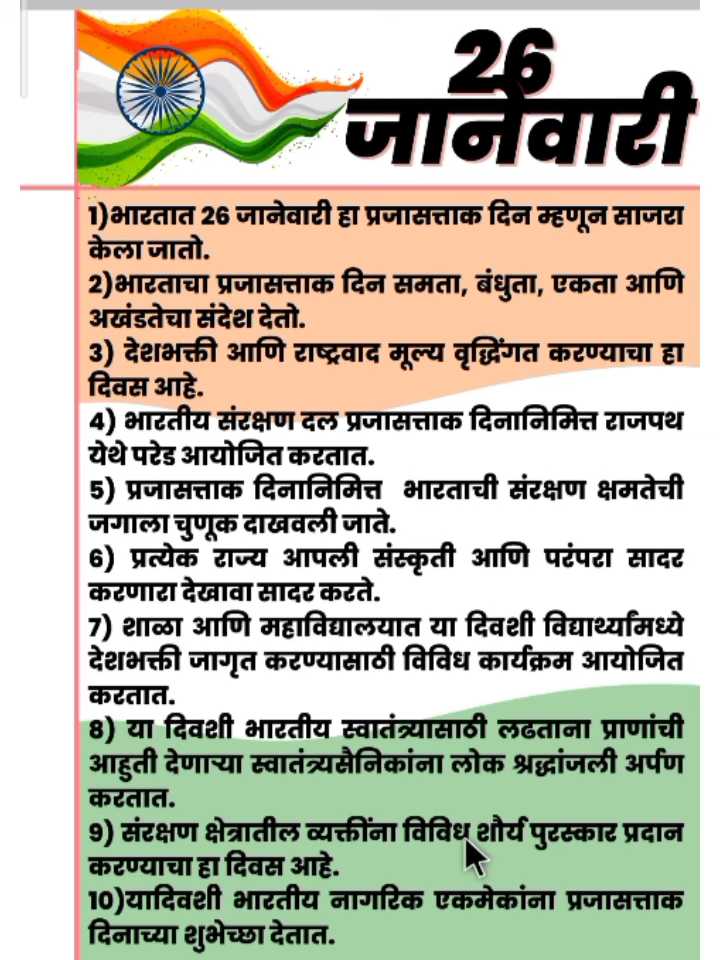 26
जानेवारी
1)भारतात 26 जानेवारी हा प्रजासत्ताक दिन म्हणून साजरा
केला जातो.
2)भारताचा प्रजासत्ताक दिन समता, बंधुता, एकता आणि
अखंडतेचा संदेश देतो.
3) देशभक्ती आणि राष्ट्रवाद मूल्य वृद्धिंगत करण्याचा हा
दिवस आहे.
4) भारतीय संरक्षण दल प्रजासत्ताक दिनानिमित्त राजपथ
येथे परेड आयोजित करतात.
5) प्रजासत्ताक दिनानिमित्त भारताची संरक्षण क्षमतेची
जगाला चुणूक दाखवली जाते.
6) प्रत्येक राज्य आपली संस्कृती आणि परंपरा सादर
करणारा देखावा सादर करते.
7) शाळा आणि महाविद्यालयात या दिवशी विद्यार्थ्यांमध्ये
देशभक्ती जागृत करण्यासाठी विविध कार्यक्रम आयोजित
करतात.
8) या दिवशी भारतीय स्वातंत्र्यासाठी लढताना प्राणांची
आहुती देणाऱ्या स्वातंत्र्यसैनिकांना लोक श्रद्धांजली अर्पण
करतात.
9) संरक्षण क्षेत्रातील व्यक्तींना विविध शौर्य पुरस्कार प्रदान
करण्याचा हा दिवस आहे.
10)यादिवशी भारतीय नागरिक एकमेकांना प्रजासत्ताक
दिनाच्या शुभेच्छा देतात.